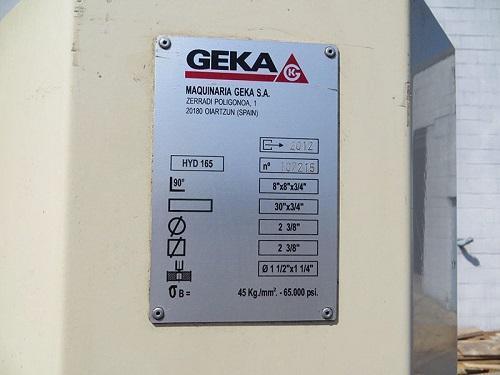 GEKA
MAQUINARIA GEKA S.A.
ZERRADI POLIGONOA, 1
20180 OIARTZUN (SPAIN)
2012
HYD 165 nº 107215
90° 8"x8"x3/4"
30"x3/4"
2 3/8"
2 3/8"
Ø 1 1/2"x1 1/4"
σ B = 45 Kg./mm². - 65.000 psi.